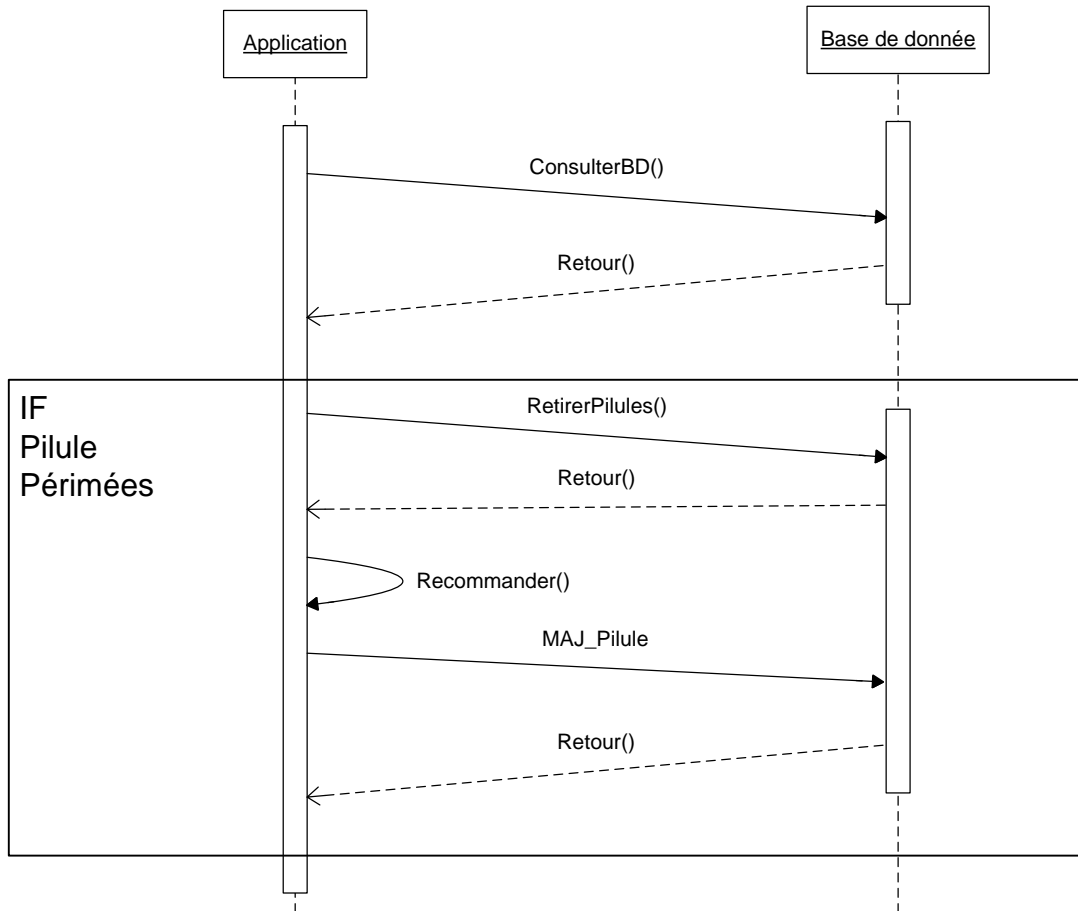 Application
Base de donnée
ConsulterBD()
Retour()
IF
Pilule
Périmées
RetirerPilules()
Retour()
Recommander()
MAJ_Pilule
Retour()